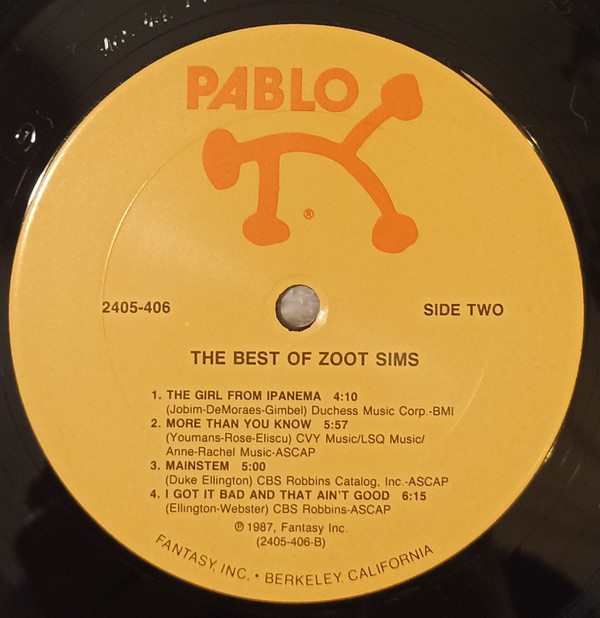 PABLO
®
2405-406
SIDE TWO
THE BEST OF ZOOT SIMS
1. THE GIRL FROM IPANEMA 4:10
(Jobim-DeMoraes-Gimbel) Duchess Music Corp.-BMI
2. MORE THAN YOU KNOW 5:57
(Youmans-Rose-Eliscu) CVY Music/LSQ Music/
Anne-Rachel Music-ASCAP
3. MAINSTEM 5:00
(Duke Ellington) CBS Robbins Catalog, Inc.-ASCAP
4. I GOT IT BAD AND THAT AIN'T GOOD 6:15
(Ellington-Webster) CBS Robbins-ASCAP
℗ 1987, Fantasy Inc.
(2405-406-B)
FANTASY, INC. • BERKELEY, CALIFORNIA